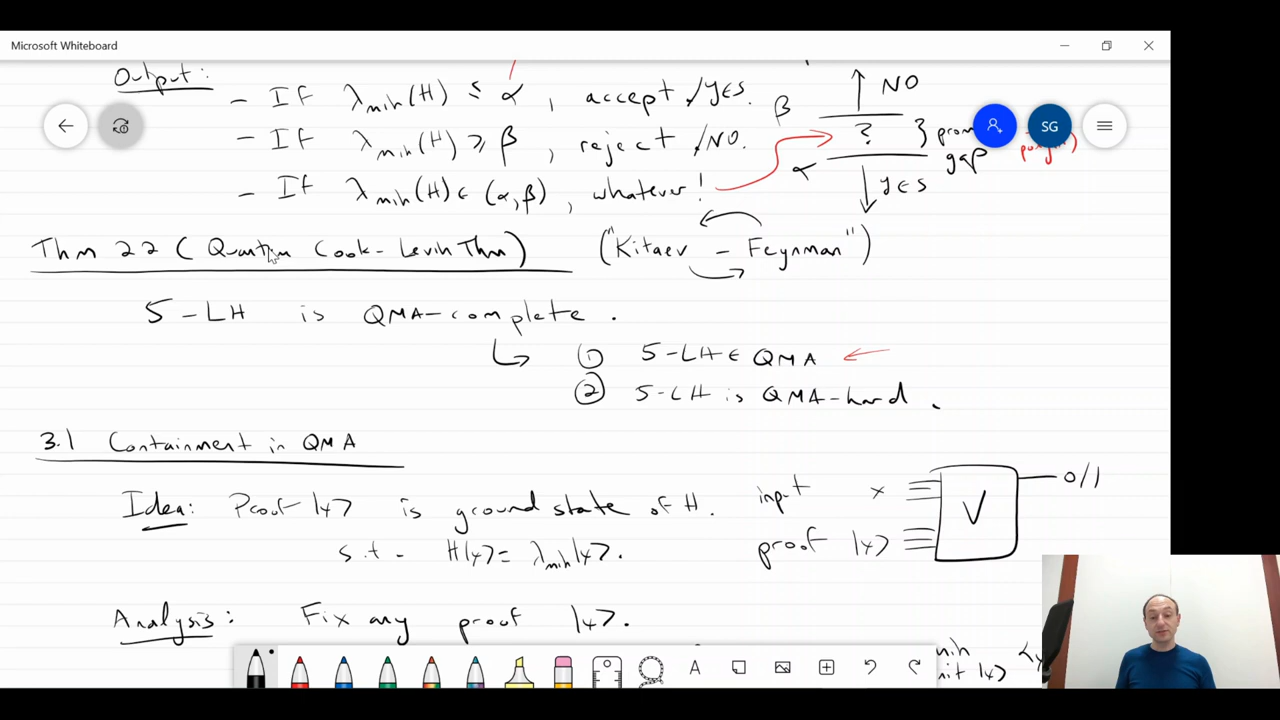 Microsoft Whiteboard
Output:
- If λmin(H) ≤ α, accept /YES.
- If λmin(H) ≥ β, reject /NO.
- If λmin(H) ∈ (α,β), whatever!
NO
β
?
gap
α
YES
SG
Thm 22 (Quantum Cook-Levin Thm) ("Kitaev - Feynman")
5-LH is QMA-complete.
① 5-LH ∈ QMA
② 5-LH is QMA-hard.
3.1 Containment in QMA
Idea: Proof |ψ⟩ is ground state of H.
s.t. H|ψ⟩ = λmin|ψ⟩.
input x
V
0/1
proof |ψ⟩
Analysis: Fix any proof |ψ⟩.
A